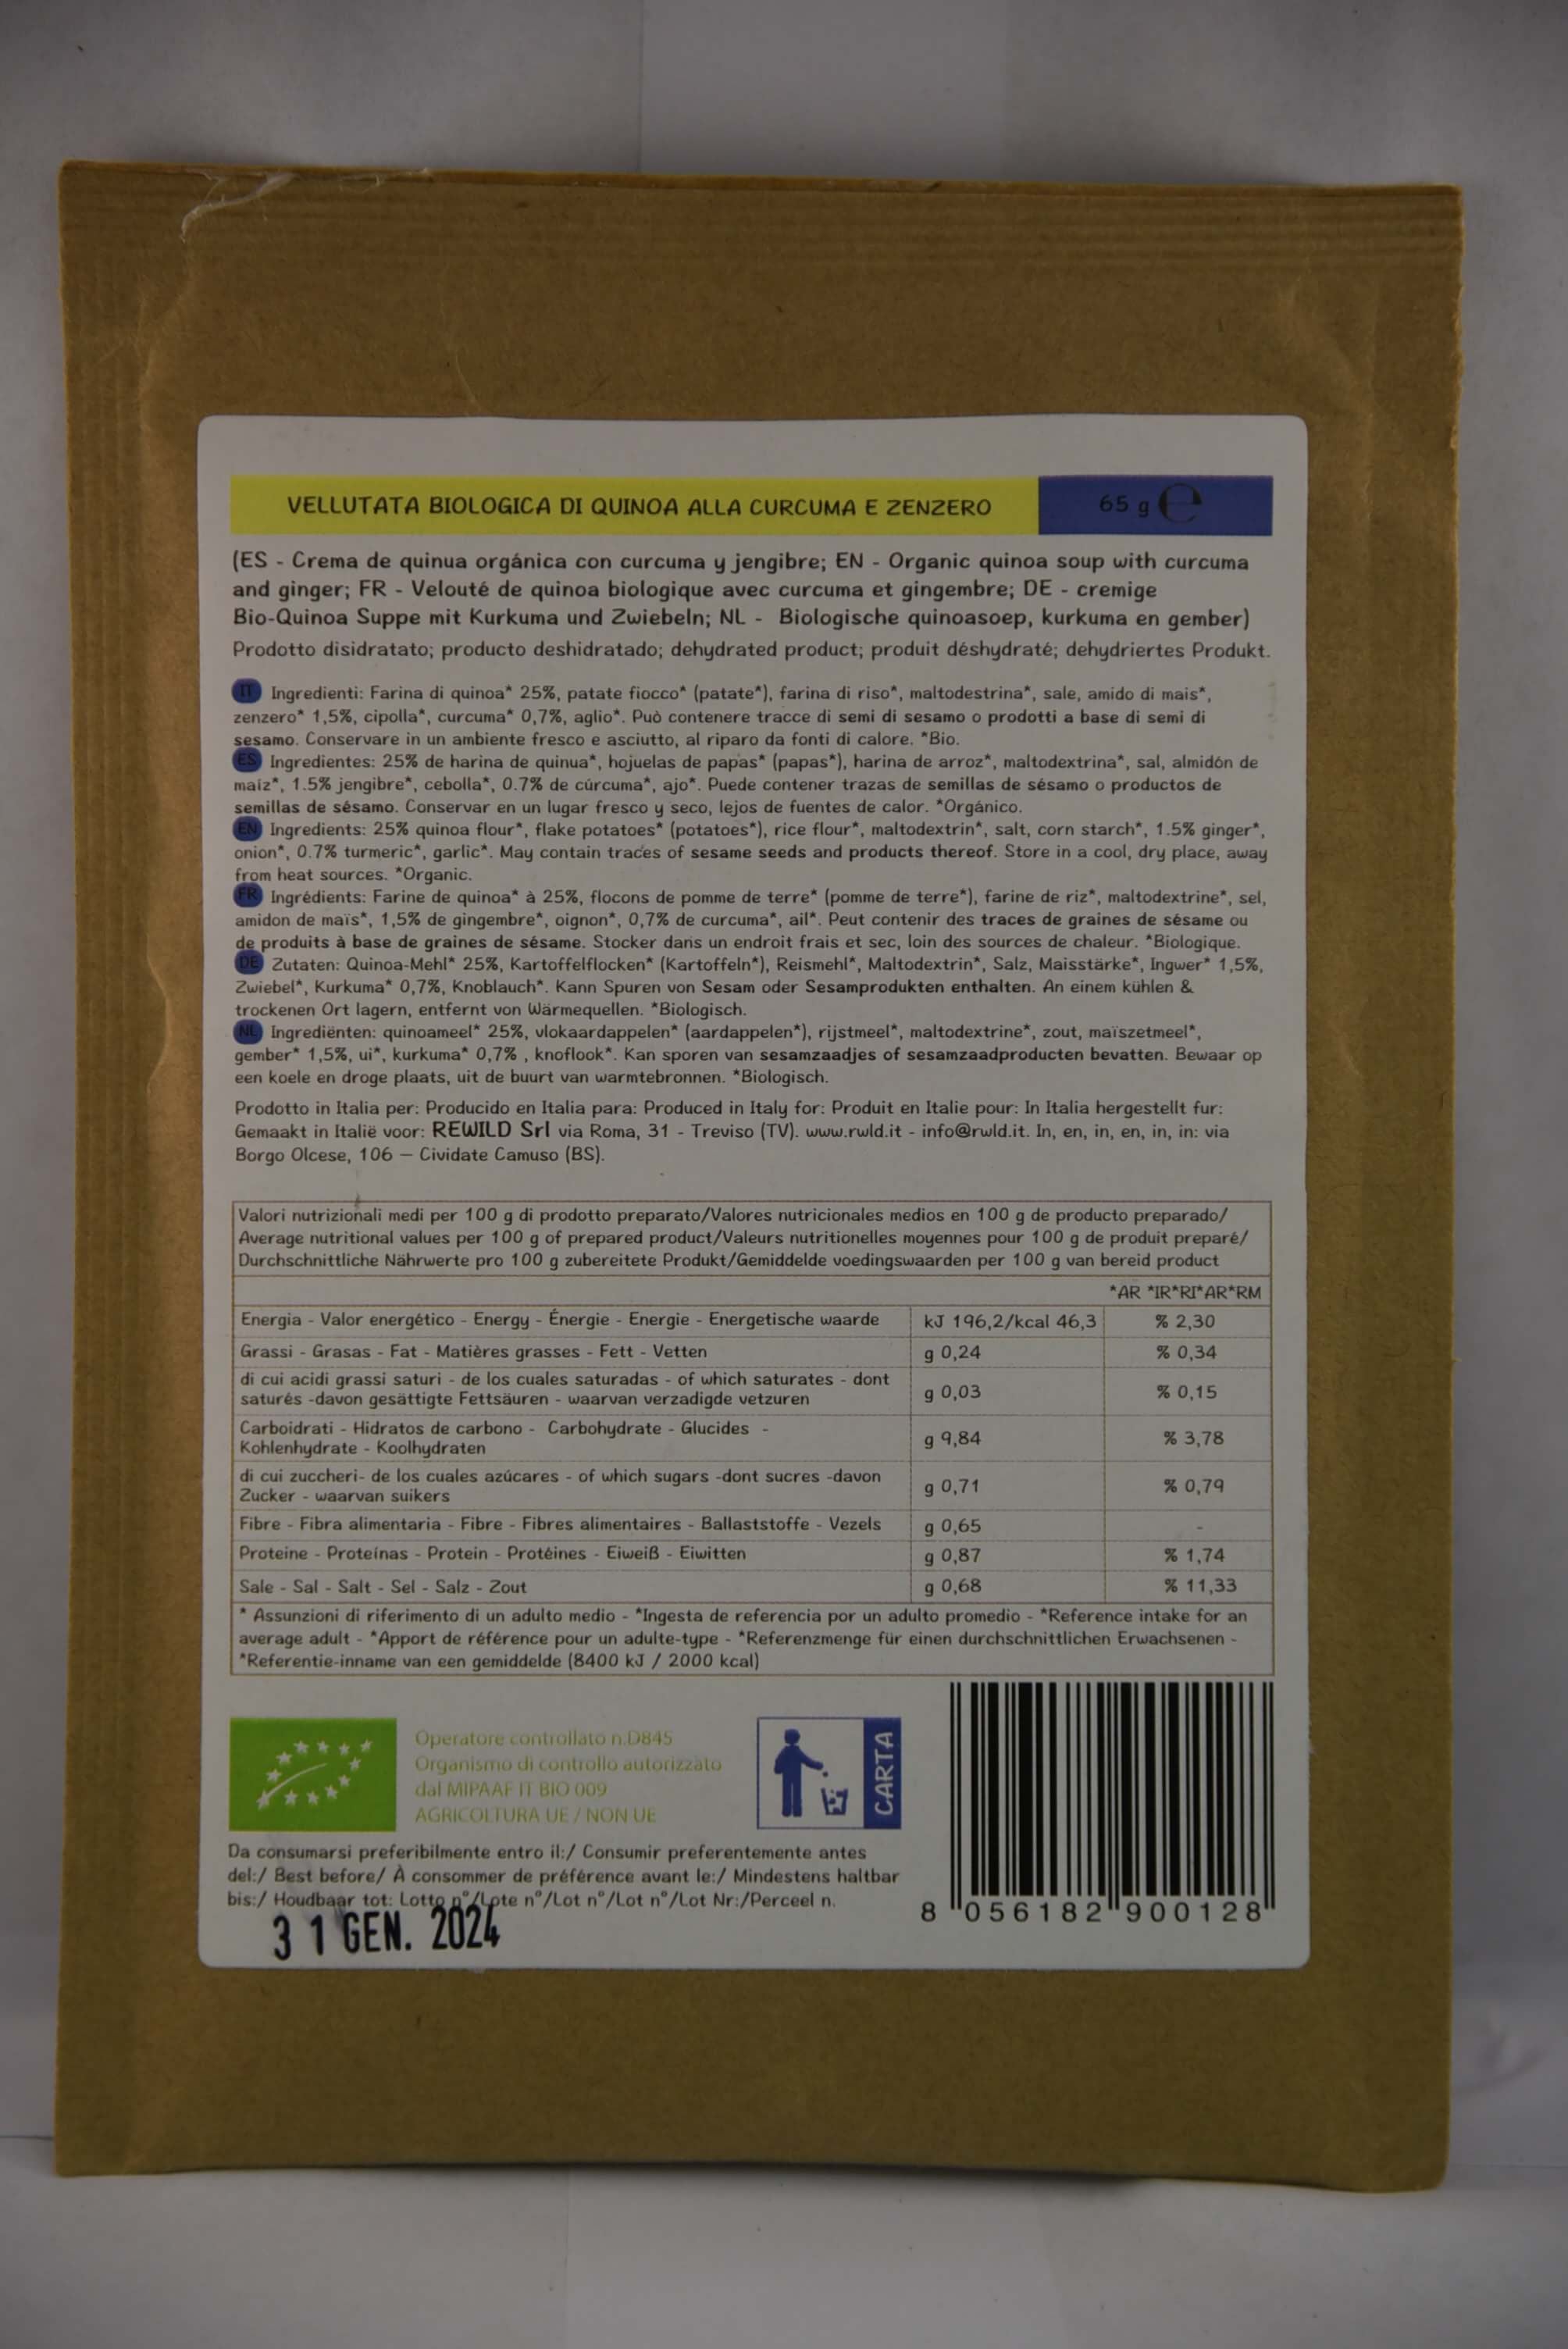 VELLUTATA BIOLOGICA DI QUINOA ALLA CURCUMA E ZENZERO
65 g ℮
(ES - Crema de quinua orgánica con curcuma y jengibre; EN - Organic quinoa soup with curcuma
and ginger; FR - Velouté de quinoa biologique avec curcuma et gingembre; DE - cremige
Bio-Quinoa Suppe mit Kurkuma und Zwiebeln; NL - Biologische quinoasoep, kurkuma en gember)
Prodotto disidratato; producto deshidratado; dehydrated product; produit déshydraté; dehydriertes Produkt.
IT Ingredienti: Farina di quinoa* 25%, patate fiocco* (patate*), farina di riso*, maltodestrina*, sale, amido di mais*,
zenzero* 1,5%, cipolla*, curcuma* 0,7%, aglio*. Può contenere tracce di semi di sesamo o prodotti a base di semi di
sesamo. Conservare in un ambiente fresco e asciutto, al riparo da fonti di calore. *Bio.
ES Ingredientes: 25% de harina de quinua*, hojuelas de papas* (papas*), harina de arroz*, maltodextrina*, sal, almidón de
maíz*, 1.5% jengibre*, cebolla*, 0.7% de cúrcuma*, ajo*. Puede contener trazas de semillas de sésamo o productos de
semillas de sésamo. Conservar en un lugar fresco y seco, lejos de fuentes de calor. *Orgánico.
EN Ingredients: 25% quinoa flour*, flake potatoes* (potatoes*), rice flour*, maltodextrin*, salt, corn starch*, 1.5% ginger*,
onion*, 0.7% turmeric*, garlic*. May contain traces of sesame seeds and products thereof. Store in a cool, dry place, away
from heat sources. *Organic.
FR Ingrédients: Farine de quinoa* à 25%, flocons de pomme de terre* (pomme de terre*), farine de riz*, maltodextrine*, sel,
amidon de maïs*, 1,5% de gingembre*, oignon*, 0,7% de curcuma*, ail*. Peut contenir des traces de graines de sésame ou
de produits à base de graines de sésame. Stocker dans un endroit frais et sec, loin des sources de chaleur. *Biologique.
DE Zutaten: Quinoa-Mehl* 25%, Kartoffelflocken* (Kartoffeln*), Reismehl*, Maltodextrin*, Salz, Maisstärke*, Ingwer* 1,5%,
Zwiebel*, Kurkuma* 0,7%, Knoblauch*. Kann Spuren von Sesam oder Sesamprodukten enthalten. An einem kühlen &
trockenen Ort lagern, entfernt von Wärmequellen. *Biologisch.
NL Ingrediënten: quinoameel* 25%, vlokaardappelen* (aardappelen*), rijstmeel*, maltodextrine*, zout, maïszetmeel*,
gember* 1,5%, ui*, kurkuma* 0,7% , knoflook*. Kan sporen van sesamzaadjes of sesamzaadproducten bevatten. Bewaar op
een koele en droge plaats, uit de buurt van warmtebronnen. *Biologisch.
Prodotto in Italia per: Producido en Italia para: Produced in Italy for: Produit en Italie pour: In Italia hergestellt fur:
Gemaakt in Italië voor: REWILD Srl via Roma, 31 - Treviso (TV). www.rwld.it - info@rwld.it. In, en, in, en, in, in: via
Borgo Olcese, 106 – Cividate Camuso (BS).
Valori nutrizionali medi per 100 g di prodotto preparato/Valores nutricionales medios en 100 g de producto preparado/
Average nutritional values per 100 g of prepared product/Valeurs nutritionelles moyennes pour 100 g de produit preparé/
Durchschnittliche Nährwerte pro 100 g zubereitete Produkt/Gemiddelde voedingswaarden per 100 g van bereid product
*AR *IR*RI*AR*RM
Energia - Valor energético - Energy - Énergie - Energie - Energetische waarde kJ 196,2/kcal 46,3 % 2,30
Grassi - Grasas - Fat - Matières grasses - Fett - Vetten g 0,24 % 0,34
di cui acidi grassi saturi - de los cuales saturadas - of which saturates - dont
saturés -davon gesättigte Fettsäuren - waarvan verzadigde vetzuren g 0,03 % 0,15
Carboidrati - Hidratos de carbono - Carbohydrate - Glucides -
Kohlenhydrate - Koolhydraten g 9,84 % 3,78
di cui zuccheri- de los cuales azúcares - of which sugars -dont sucres -davon
Zucker - waarvan suikers g 0,71 % 0,79
Fibre - Fibra alimentaria - Fibre - Fibres alimentaires - Ballaststoffe - Vezels g 0,65 -
Proteine - Proteínas - Protein - Protéines - Eiweiß - Eiwitten g 0,87 % 1,74
Sale - Sal - Salt - Sel - Salz - Zout g 0,68 % 11,33
* Assunzioni di riferimento di un adulto medio - *Ingesta de referencia por un adulto promedio - *Reference intake for an
average adult - *Apport de référence pour un adulte-type - *Referenzmenge für einen durchschnittlichen Erwachsenen -
*Referentie-inname van een gemiddelde (8400 kJ / 2000 kcal)
Operatore controllato n.D845
Organismo di controllo autorizzato
dal MIPAAF IT BIO 009
AGRICOLTURA UE / NON UE
CARTA
Da consumarsi preferibilmente entro il:/ Consumir preferentemente antes
del:/ Best before/ À consommer de préférence avant le:/ Mindestens haltbar
bis:/ Houdbaar tot: Lotto n°/Lote n°/Lot n°/Lot n°/Lot Nr:/Perceel n.
31 GEN. 2024
8 056182 900128